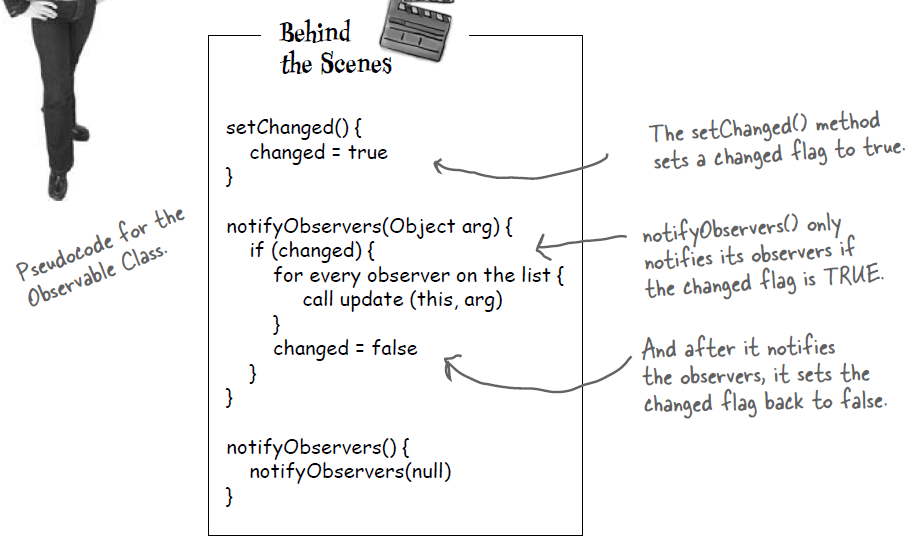 Behind
the Scenes
setChanged() {
changed = true
}
notifyObservers(Object arg) {
if (changed) {
for every observer on the list {
call update (this, arg)
}
changed = false
}
}
notifyObservers() {
notifyObservers(null)
}
Pseudocode for the
Observable Class.
The setChanged() method
sets a changed flag to true.
notifyObservers() only
notifies its observers if
the changed flag is TRUE.
And after it notifies
the observers, it sets the
changed flag back to false.